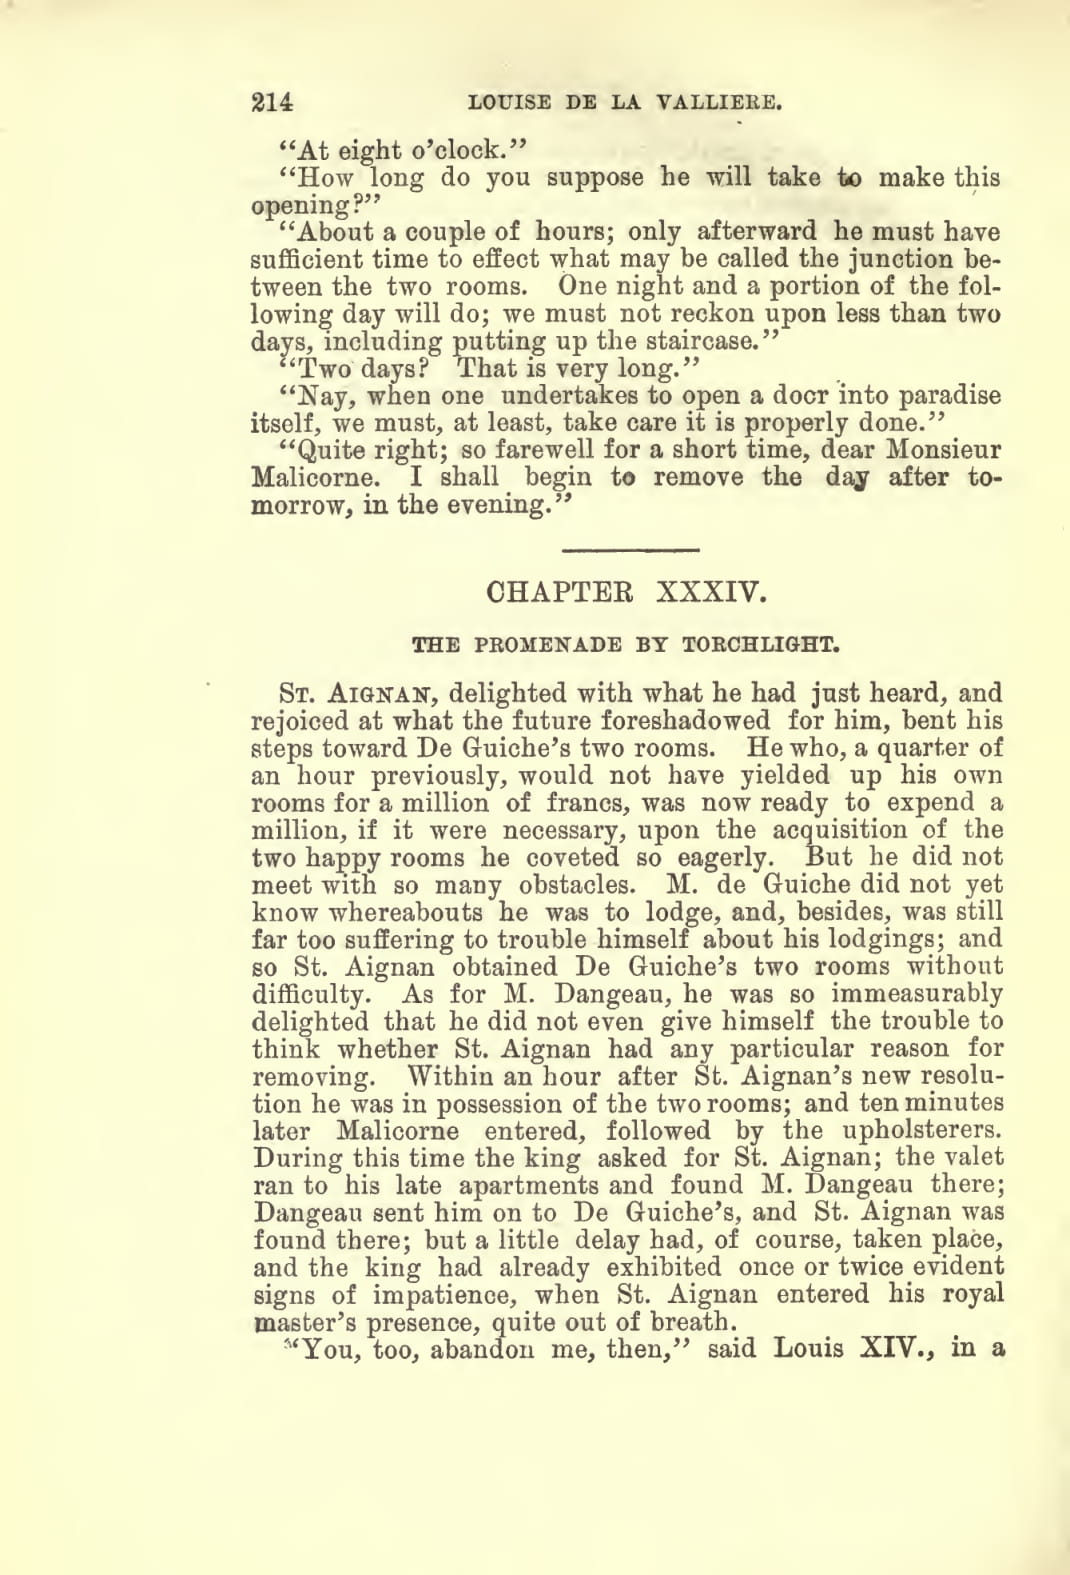 214 LOUISE DE LA VALLIERE.
“At eight o’clock.”
“How long do you suppose he will take to make this
opening?”
“About a couple of hours; only afterward he must have
sufficient time to effect what may be called the junction be-
tween the two rooms. One night and a portion of the fol-
lowing day will do; we must not reckon upon less than two
days, including putting up the staircase.”
“Two days? That is very long.”
“Nay, when one undertakes to open a door into paradise
itself, we must, at least, take care it is properly done.”
“Quite right; so farewell for a short time, dear Monsieur
Malicorne. I shall begin to remove the day after to-
morrow, in the evening.”
CHAPTER XXXIV.
THE PROMENADE BY TORCHLIGHT.
ST. AIGNAN, delighted with what he had just heard, and
rejoiced at what the future foreshadowed for him, bent his
steps toward De Guiche’s two rooms. He who, a quarter of
an hour previously, would not have yielded up his own
rooms for a million of francs, was now ready to expend a
million, if it were necessary, upon the acquisition of the
two happy rooms he coveted so eagerly. But he did not
meet with so many obstacles. M. de Guiche did not yet
know whereabouts he was to lodge, and, besides, was still
far too suffering to trouble himself about his lodgings; and
so St. Aignan obtained De Guiche’s two rooms without
difficulty. As for M. Dangeau, he was so immeasurably
delighted that he did not even give himself the trouble to
think whether St. Aignan had any particular reason for
removing. Within an hour after St. Aignan’s new resolu-
tion he was in possession of the two rooms; and ten minutes
later Malicorne entered, followed by the upholsterers.
During this time the king asked for St. Aignan; the valet
ran to his late apartments and found M. Dangeau there;
Dangeau sent him on to De Guiche’s, and St. Aignan was
found there; but a little delay had, of course, taken place,
and the king had already exhibited once or twice evident
signs of impatience, when St. Aignan entered his royal
master’s presence, quite out of breath.
“You, too, abandon me, then,” said Louis XIV., in a